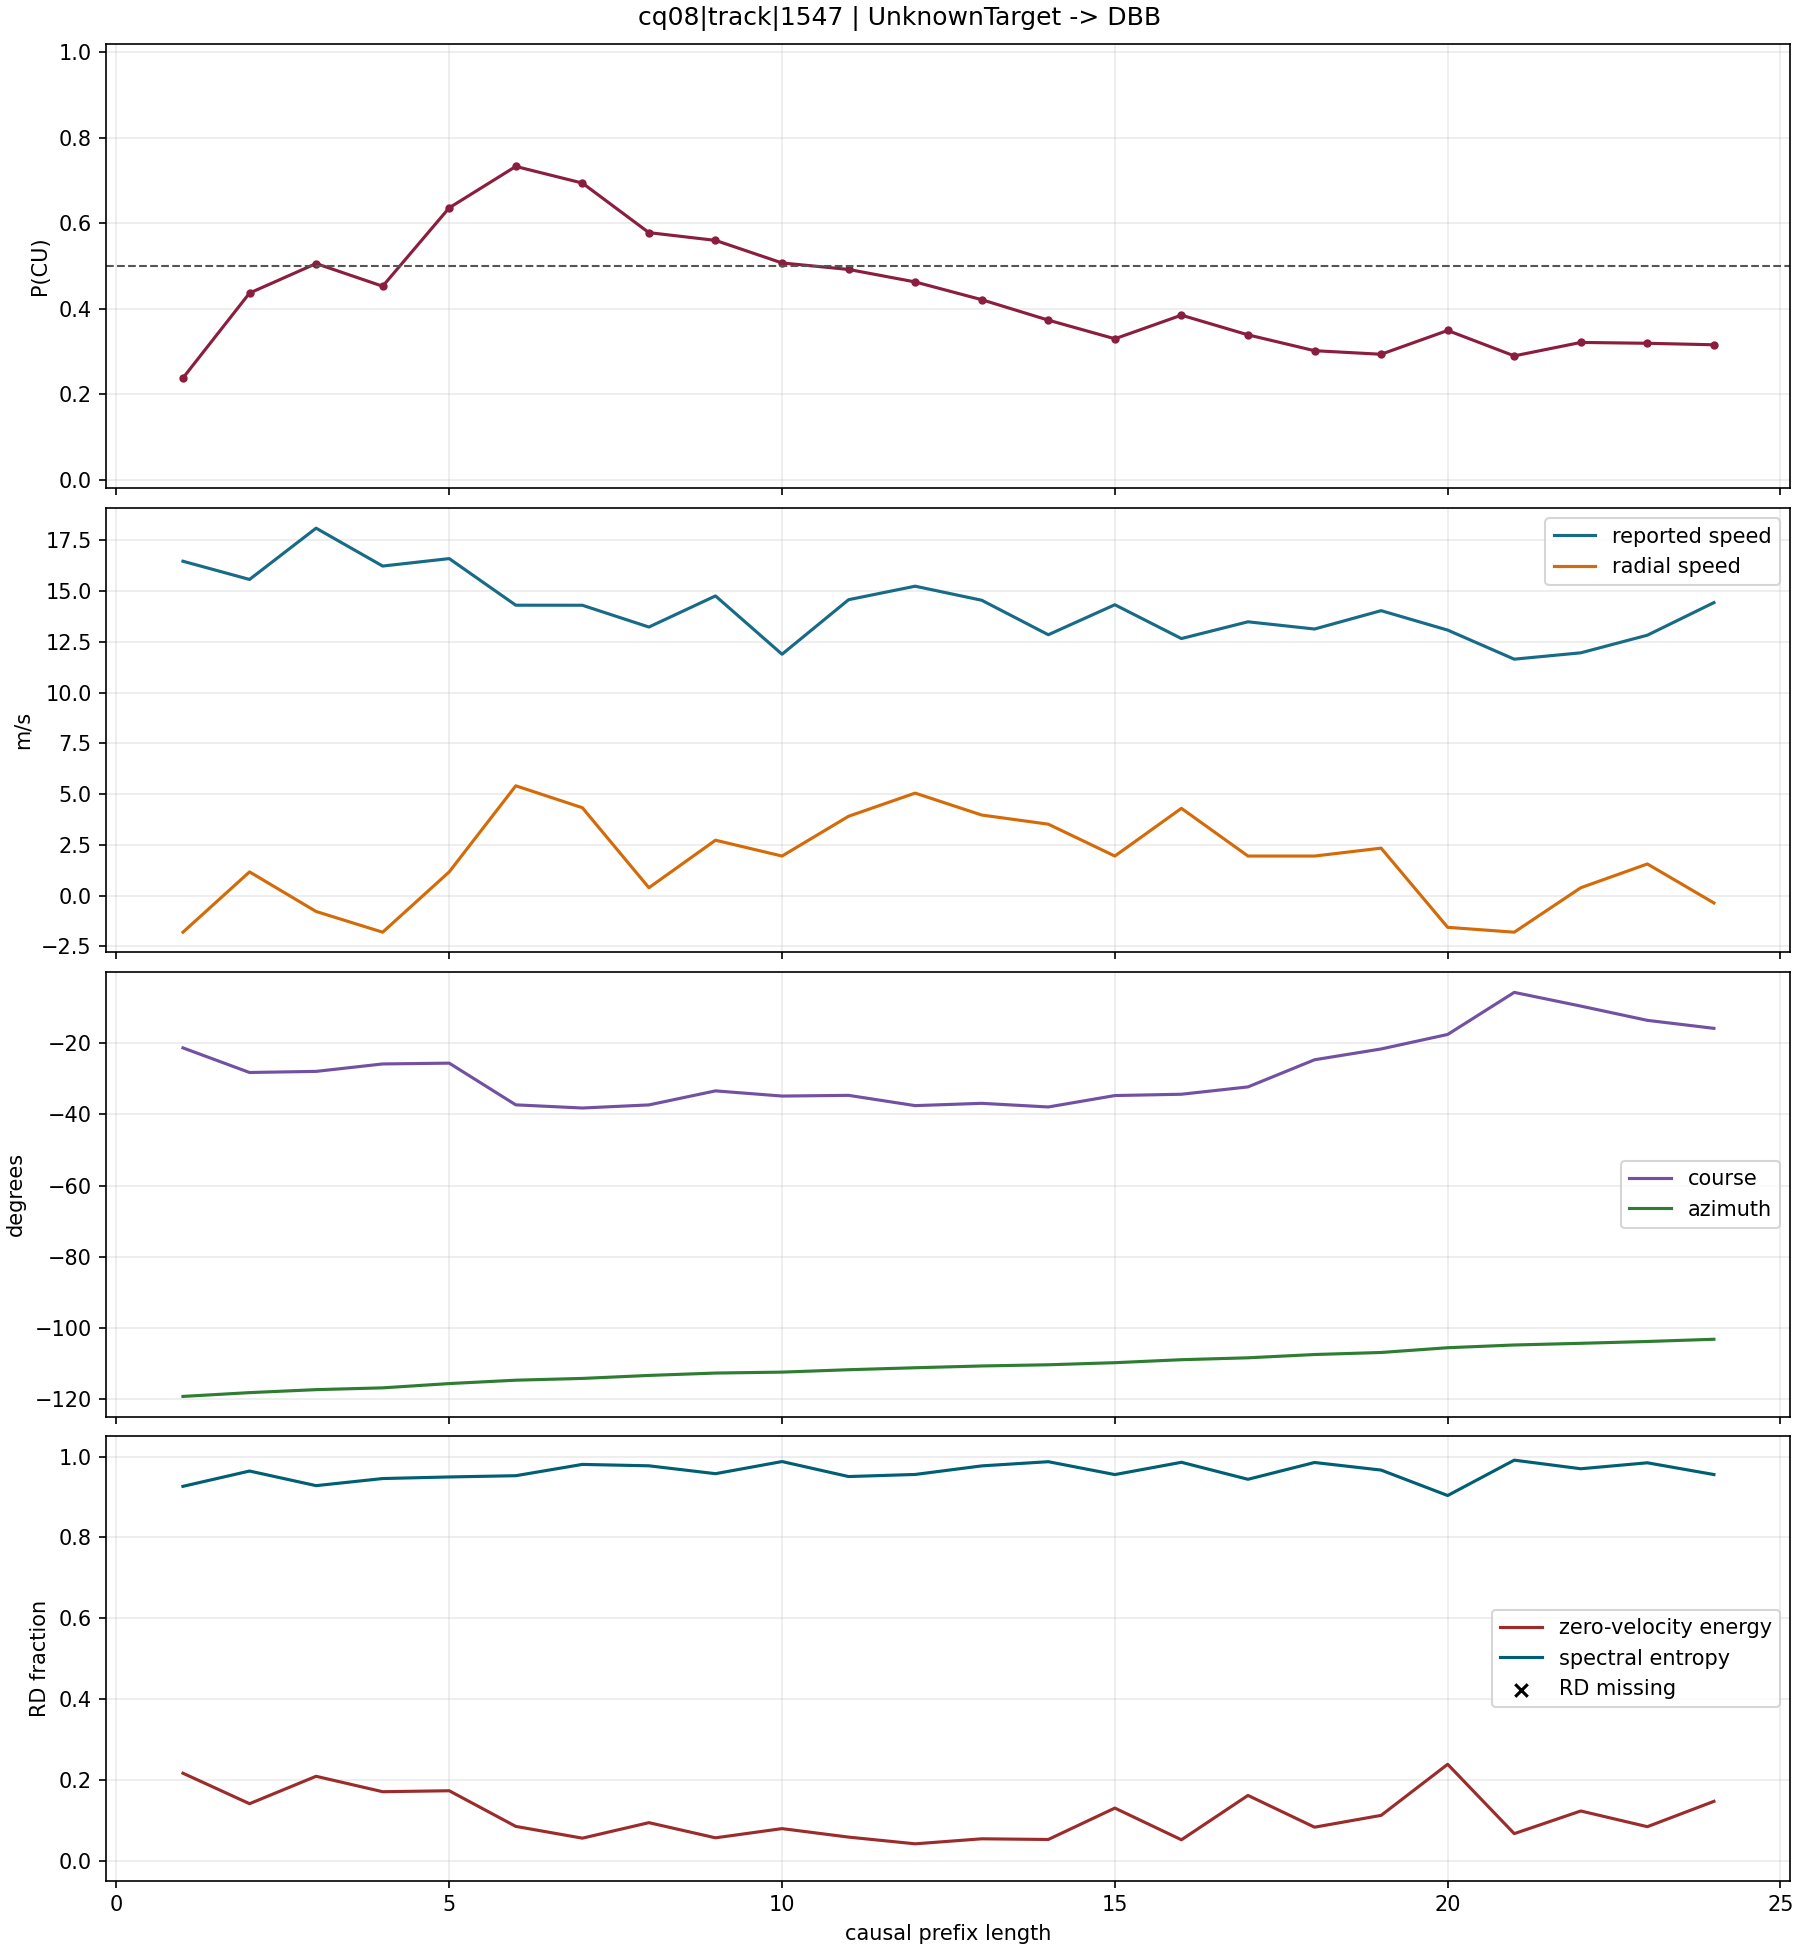 cq08|track|1547 | UnknownTarget -> DBB
1.0
0.8
0.6
0.4
0.2
0.0
P(CU)
17.5
15.0
12.5
10.0
7.5
5.0
2.5
0.0
−2.5
m/s
reported speed
radial speed
−20
−40
−60
−80
−100
−120
degrees
course
azimuth
1.0
0.8
0.6
0.4
0.2
0.0
RD fraction
zero-velocity energy
spectral entropy
RD missing
0 5 10 15 20 25
causal prefix length